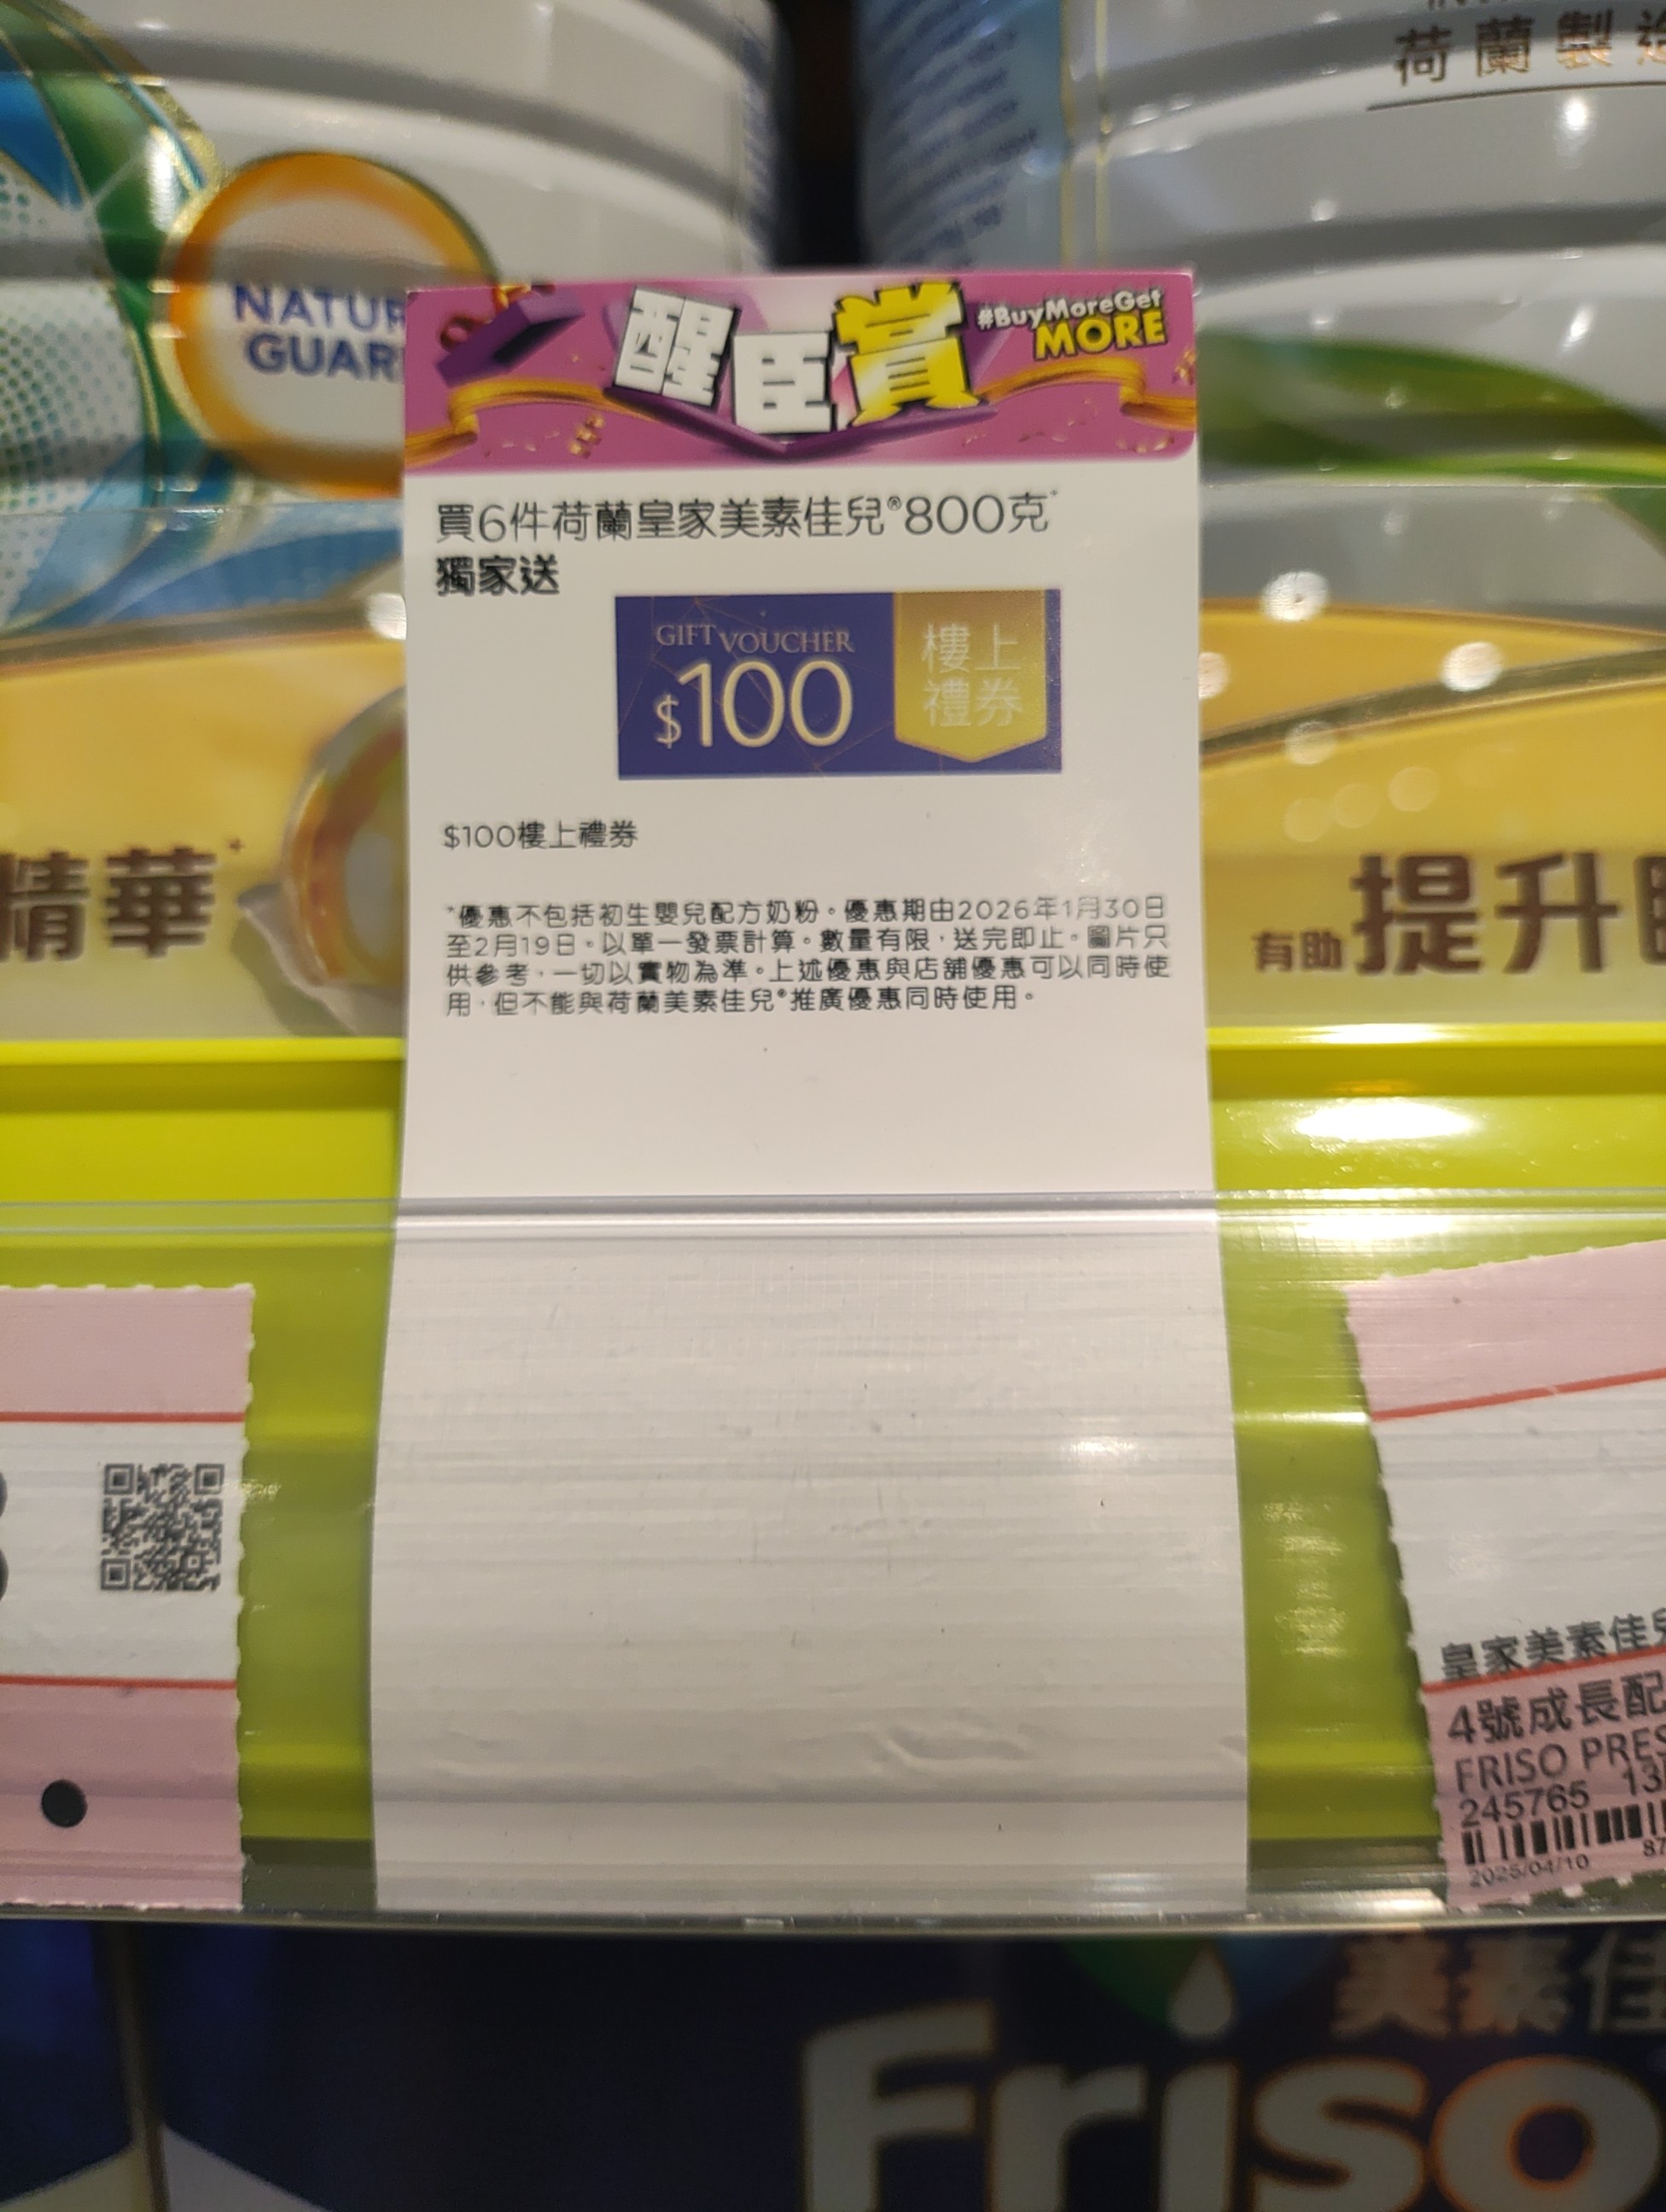 荷蘭製造
NATUR
GUAR
醒臣賞
#BuyMoreGet
MORE
買6件荷蘭皇家美素佳兒®800克*
獨家送
GIFT VOUCHER
$100
樓上
禮券
$100樓上禮券
*優惠不包括初生嬰兒配方奶粉。優惠期由2026年1月30日
至2月19日。以單一發票計算。數量有限，送完即止。圖片只
供參考，一切以實物為準。上述優惠與店舖優惠可以同時使
用，但不能與荷蘭美素佳兒®推廣優惠同時使用。
精華+
有助提升
皇家美素佳兒
4號成長配
FRISO PRES
245765 13
2025/04/10 87
美素佳
Friso